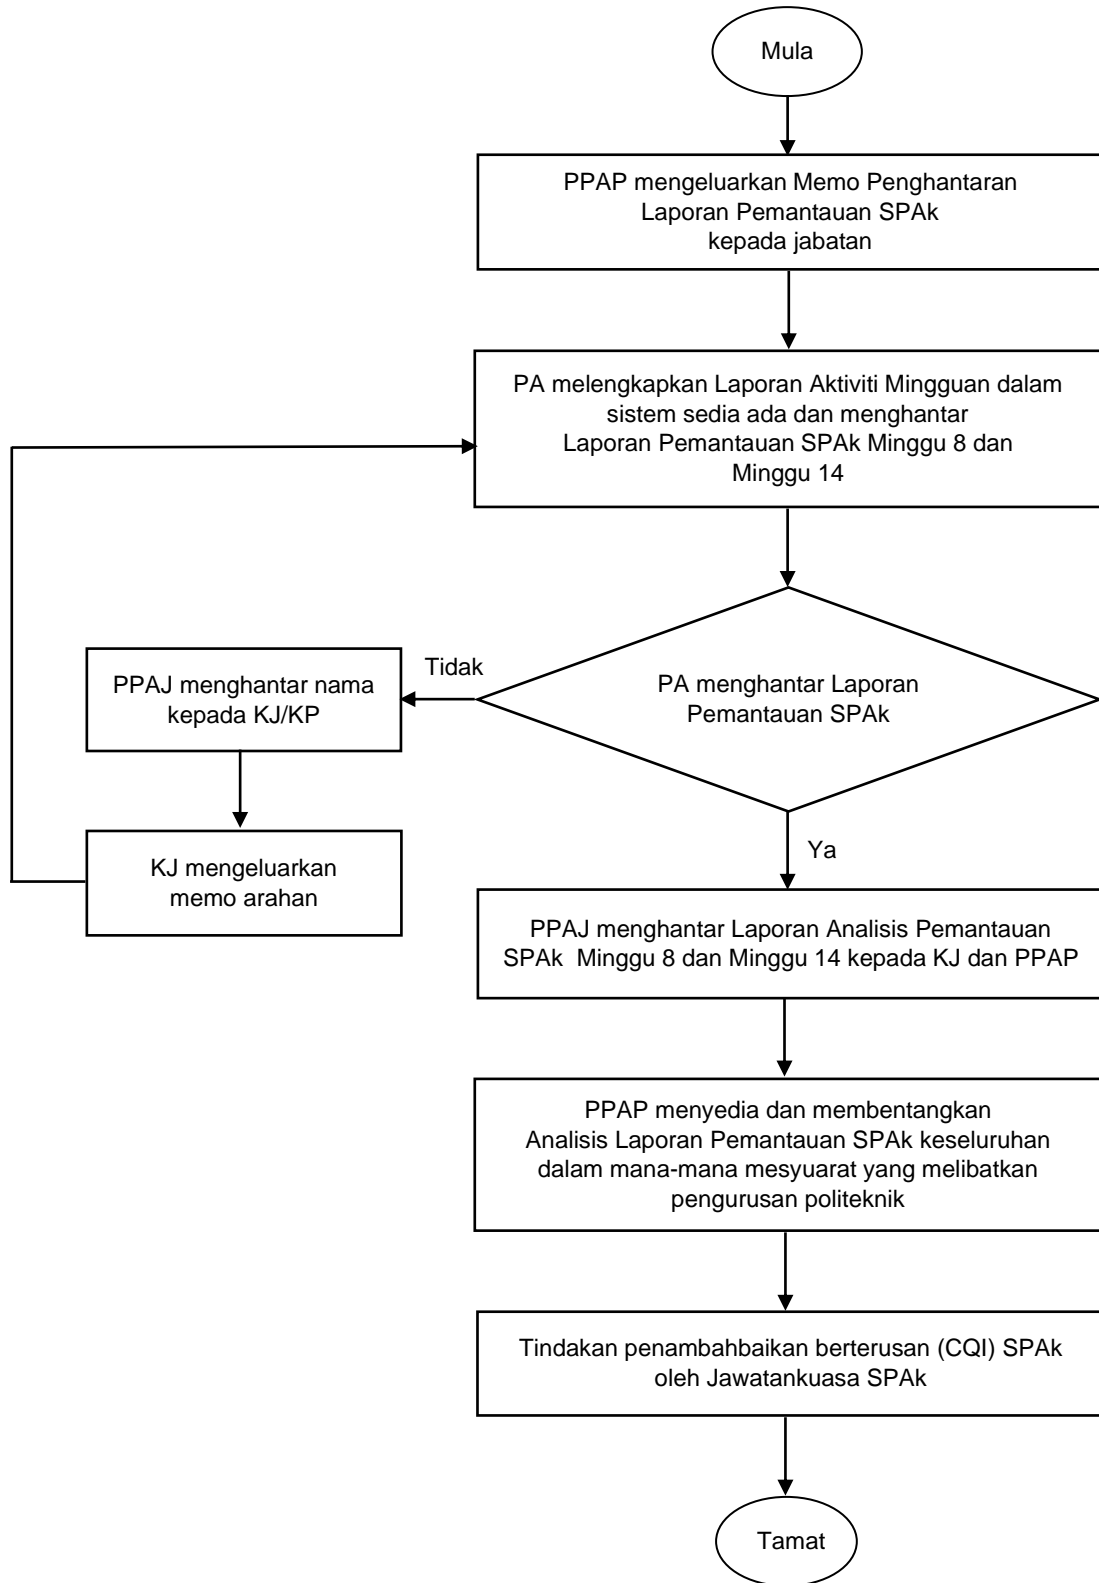 Mula
PPAP mengeluarkan Memo Penghantaran
Laporan Pemantauan SPAk
kepada jabatan
PA melengkapkan Laporan Aktiviti Mingguan dalam
sistem sedia ada dan menghantar
Laporan Pemantauan SPAk Minggu 8 dan
Minggu 14
PA menghantar Laporan
Pemantauan SPAk
Tidak
PPAJ menghantar nama
kepada KJ/KP
KJ mengeluarkan
memo arahan
Ya
PPAJ menghantar Laporan Analisis Pemantauan
SPAk Minggu 8 dan Minggu 14 kepada KJ dan PPAP
PPAP menyedia dan membentangkan
Analisis Laporan Pemantauan SPAk keseluruhan
dalam mana-mana mesyuarat yang melibatkan
pengurusan politeknik
Tindakan penambahbaikan berterusan (CQI) SPAk
oleh Jawatankuasa SPAk
Tamat